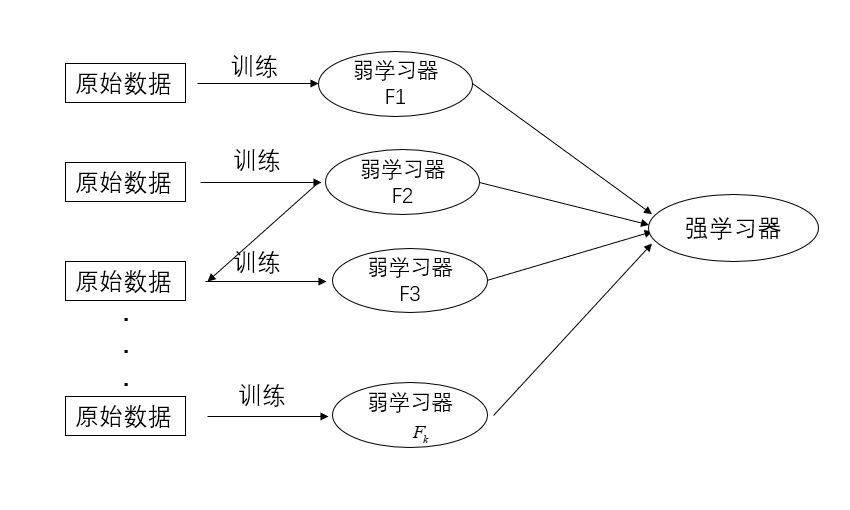 原始数据
训练
弱学习器
F1
原始数据
训练
弱学习器
F2
强学习器
原始数据
训练
弱学习器
F3
原始数据
训练
弱学习器
Fk